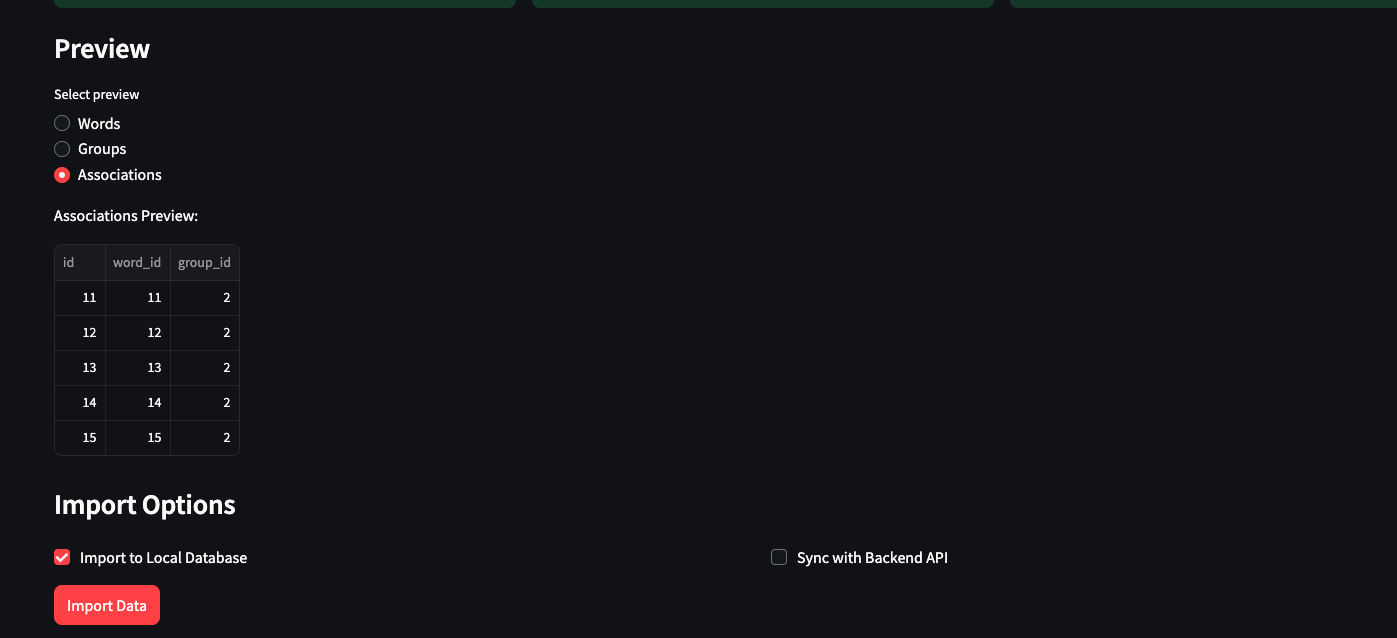 Preview
Select preview
Words
Groups
Associations
Associations Preview:
id word_id group_id
11 11 2
12 12 2
13 13 2
14 14 2
15 15 2
Import Options
Import to Local Database Sync with Backend API
Import Data